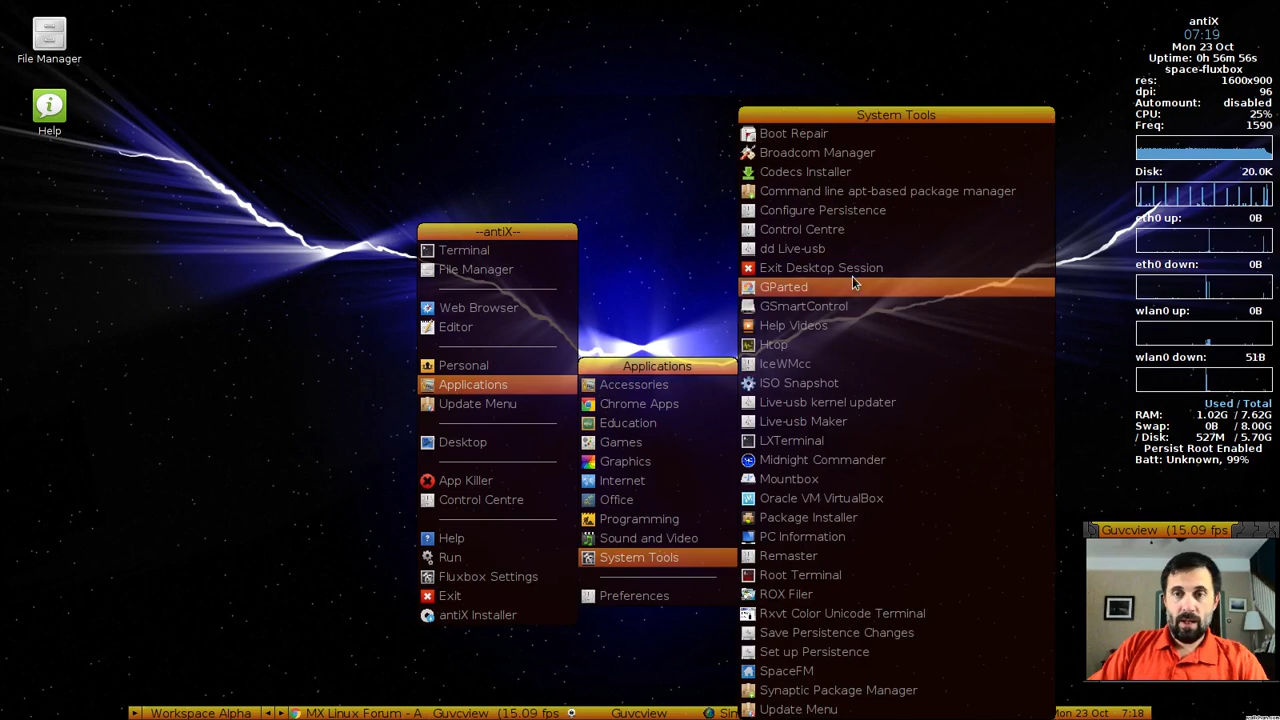 File Manager
Help
--antiX--
Terminal
File Manager
Web Browser
Editor
Personal
Applications
Update Menu
Desktop
App Killer
Control Centre
Help
Run
Fluxbox Settings
Exit
antiX Installer
Applications
Accessories
Chrome Apps
Education
Games
Graphics
Internet
Office
Programming
Sound and Video
System Tools
Preferences
System Tools
Boot Repair
Broadcom Manager
Codecs Installer
Command line apt-based package manager
Configure Persistence
Control Centre
dd Live-usb
Exit Desktop Session
GParted
GSmartControl
Help Videos
Htop
IceWMcc
ISO Snapshot
Live-usb kernel updater
Live-usb Maker
LXTerminal
Midnight Commander
Mountbox
Oracle VM VirtualBox
Package Installer
PC Information
Remaster
Root Terminal
ROX Filer
Rxvt Color Unicode Terminal
Save Persistence Changes
Set up Persistence
SpaceFM
Synaptic Package Manager
Update Menu
antiX
07:19
Mon 23 Oct
Uptime: 0h 56m 56s
space-fluxbox
res: 1600x900
dpi: 96
Automount: disabled
CPU: 25%
Freq: 1590
Disk: 20.0K
eth0 up: 0B
eth0 down: 0B
wlan0 up: 0B
wlan0 down: 51B
Used / Total
RAM: 1.02G / 7.62G
Swap: 0B / 8.00G
/ Disk: 527M / 5.70G
Persist Root Enabled
Batt: Unknown, 99%
Guvcview (15.09 fps
Workspace Alpha MX Linux Forum - A Guvcview (15.09 fps Guvcview Sin Mon 23 Oct 7:18